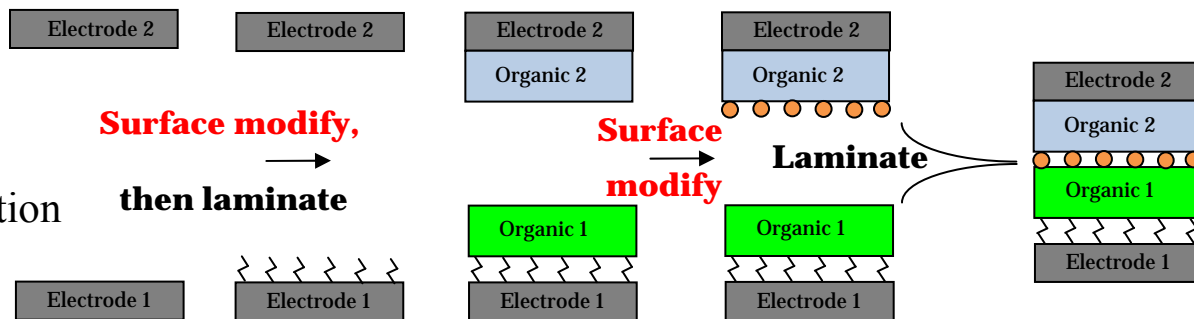 Electrode 2
Electrode 2
Electrode 2
Organic 2
Electrode 2
Organic 2
Electrode 2
Organic 2
Organic 1
Electrode 1
Surface modify,
then laminate
Surface
modify
Laminate
tion
Organic 1
Organic 1
Electrode 1
Electrode 1
Electrode 1
Electrode 1